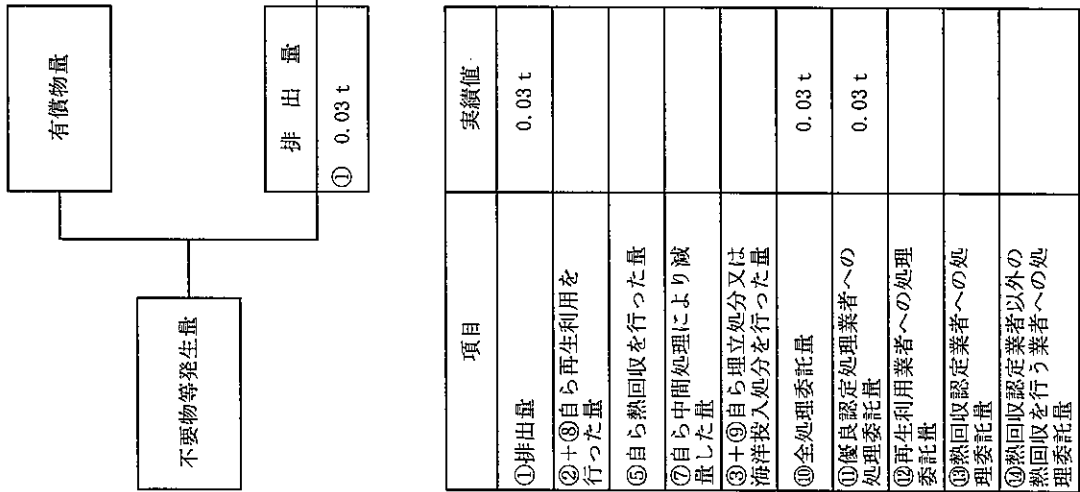 有償物量
不要物等発生量
排 出 量
① 0.03 t
項目
実績値
①排出量
0.03 t
②+⑧自ら再生利用を
行った量
⑤自ら熱回収を行った量
⑦自ら中間処理により減
量した量
③+⑨自ら埋立処分又は
海洋投入処分を行った量
⑩全処理委託量
0.03 t
⑪優良認定処理業者への
処理委託量
0.03 t
⑫再生利用業者への処理
委託量
⑬熱回収認定業者への処
理委託量
⑭熱回収認定業者以外の
熱回収を行う業者への処
理委託量